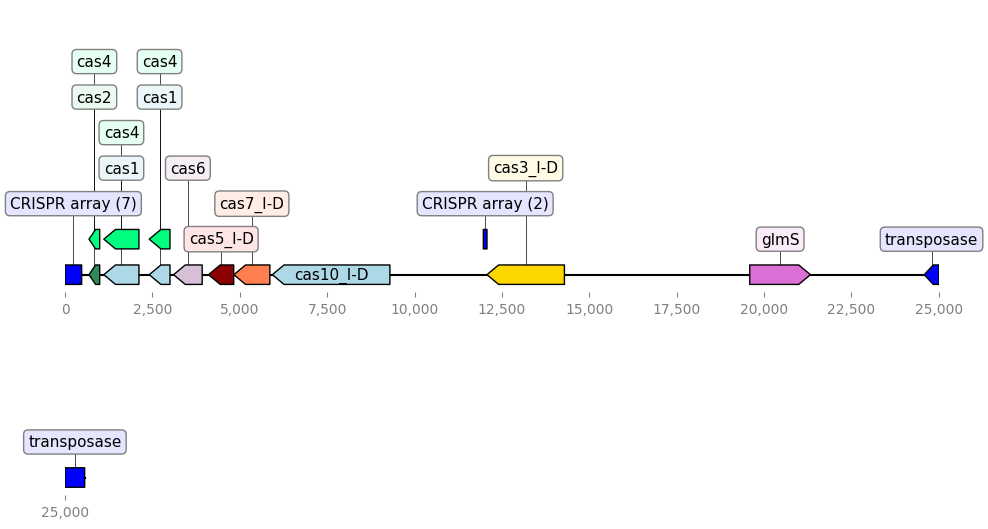 cas4 cas4
cas2 cas1
cas4
cas1 cas6 cas3_I-D
CRISPR array (7) cas7_I-D CRISPR array (2)
cas5_I-D glmS transposase
cas10_I-D
0 2,500 5,000 7,500 10,000 12,500 15,000 17,500 20,000 22,500 25,000
transposase
25,000